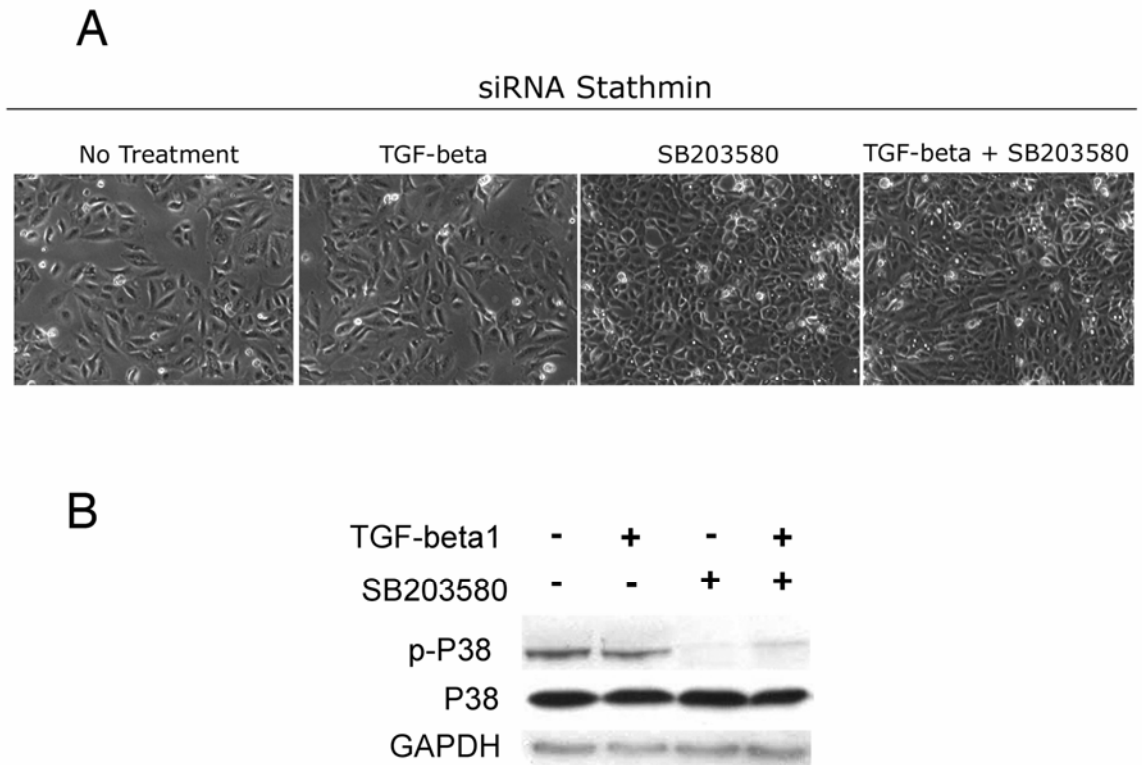 A
siRNA Stathmin
No Treatment TGF-beta SB203580 TGF-beta + SB203580
B
TGF-beta1 - + - +
SB203580 - - + +
p-P38
P38
GAPDH